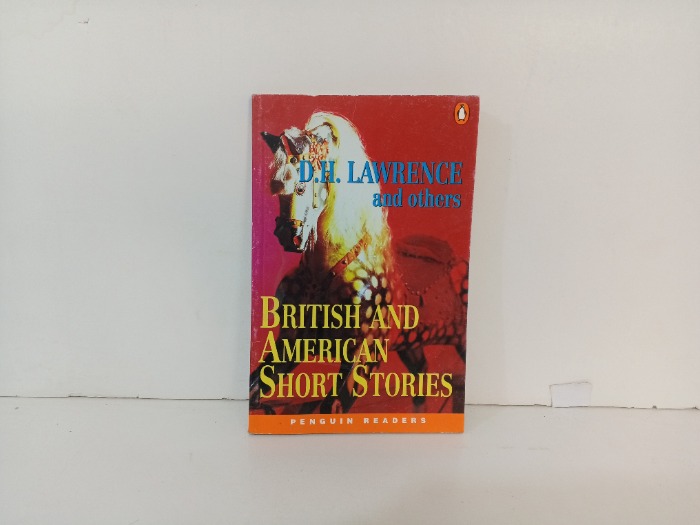 D.H. LAWRENCE
and others
BRITISH AND
AMERICAN
SHORT STORIES
PENGUIN READERS